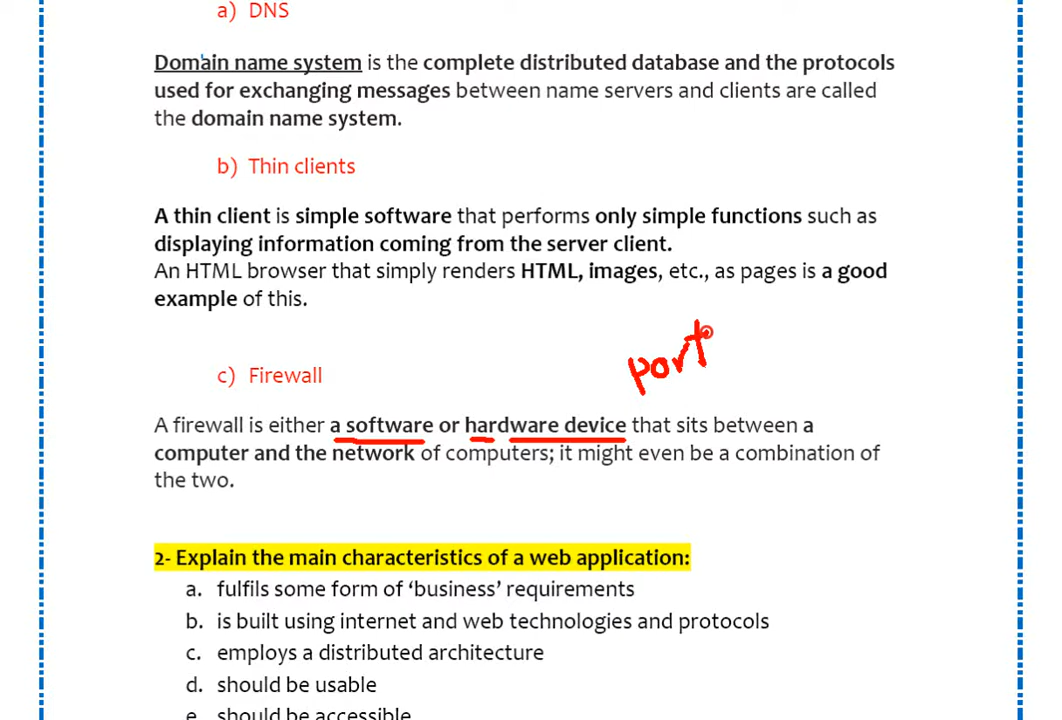 a) DNS
Domain name system is the complete distributed database and the protocols
used for exchanging messages between name servers and clients are called
the domain name system.
b) Thin clients
A thin client is simple software that performs only simple functions such as
displaying information coming from the server client.
An HTML browser that simply renders HTML, images, etc., as pages is a good
example of this.
port
c) Firewall
A firewall is either a software or hardware device that sits between a
computer and the network of computers; it might even be a combination of
the two.
2- Explain the main characteristics of a web application:
a. fulfils some form of ‘business’ requirements
b. is built using internet and web technologies and protocols
c. employs a distributed architecture
d. should be usable
e. should be accessible